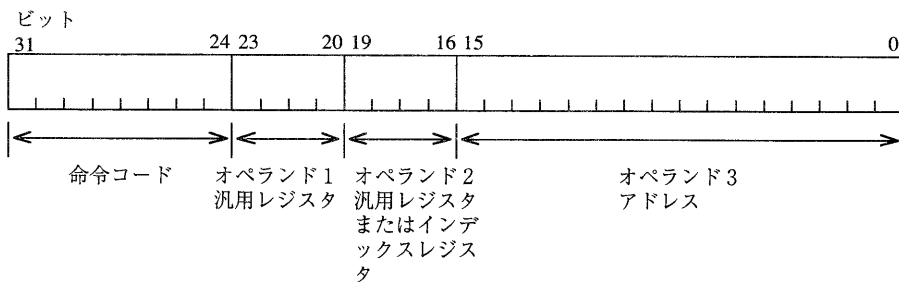 ビット
31 24 23 20 19 16 15 0
命令コード オペランド1 オペランド2 オペランド3
汎用レジスタ 汎用レジスタ アドレス
またはインデ
ックスレジス
タ